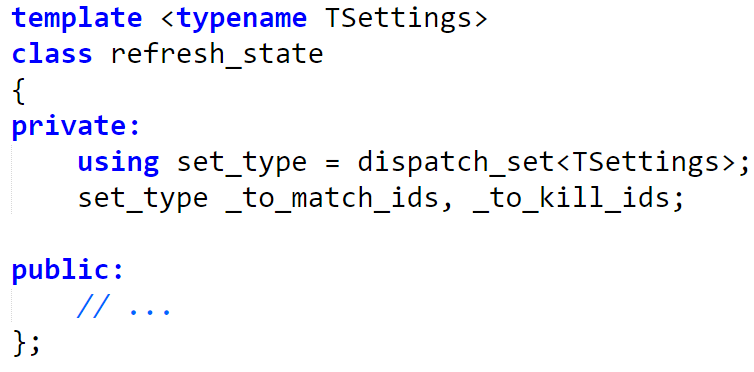 template <typename TSettings>
class refresh_state
{
private:
    using set_type = dispatch_set<TSettings>;
    set_type _to_match_ids, _to_kill_ids;

public:
    // ...
};